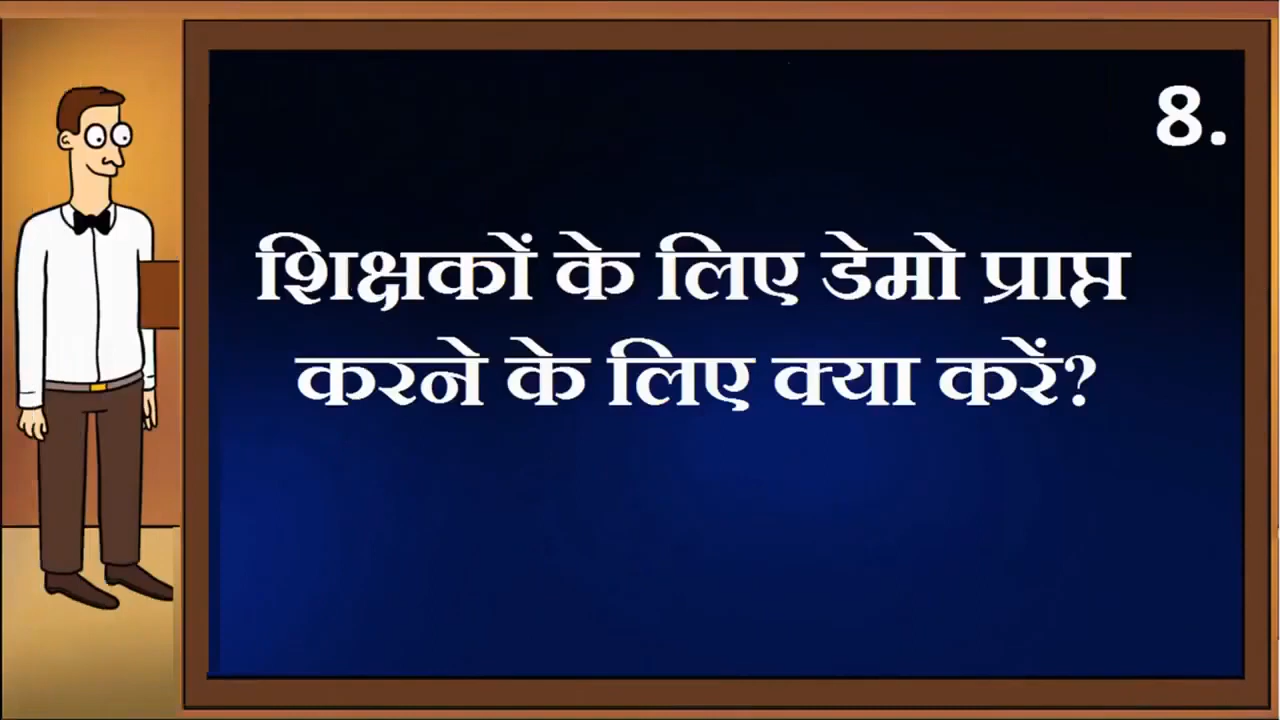 8.
शिक्षकों के लिए डेमो प्राप्त
करने के लिए क्या करें?